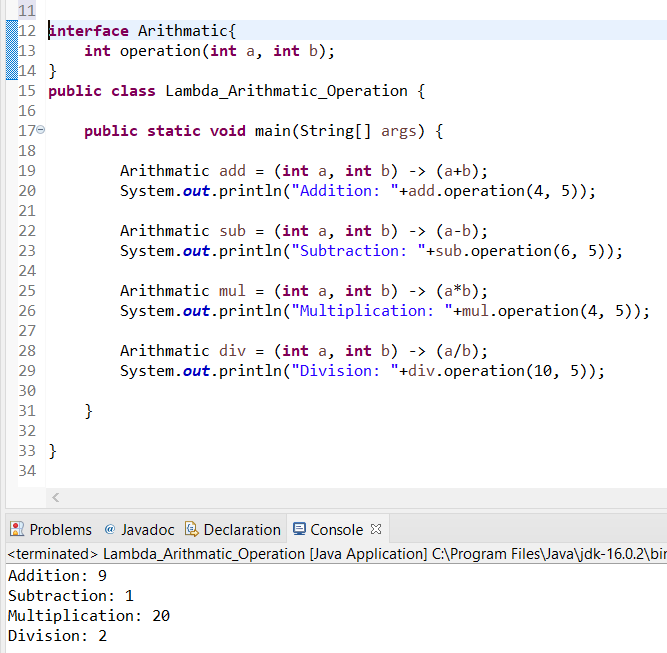 11
12 interface Arithmatic{
13     int operation(int a, int b);
14 }
15 public class Lambda_Arithmatic_Operation {
16
17     public static void main(String[] args) {
18
19         Arithmatic add = (int a, int b) -> (a+b);
20         System.out.println("Addition: "+add.operation(4, 5));
21
22         Arithmatic sub = (int a, int b) -> (a-b);
23         System.out.println("Subtraction: "+sub.operation(6, 5));
24
25         Arithmatic mul = (int a, int b) -> (a*b);
26         System.out.println("Multiplication: "+mul.operation(4, 5));
27
28         Arithmatic div = (int a, int b) -> (a/b);
29         System.out.println("Division: "+div.operation(10, 5));
30
31     }
32
33 }
34
Problems @ Javadoc Declaration Console
<terminated> Lambda_Arithmatic_Operation [Java Application] C:\Program Files\Java\jdk-16.0.2\bin
Addition: 9
Subtraction: 1
Multiplication: 20
Division: 2